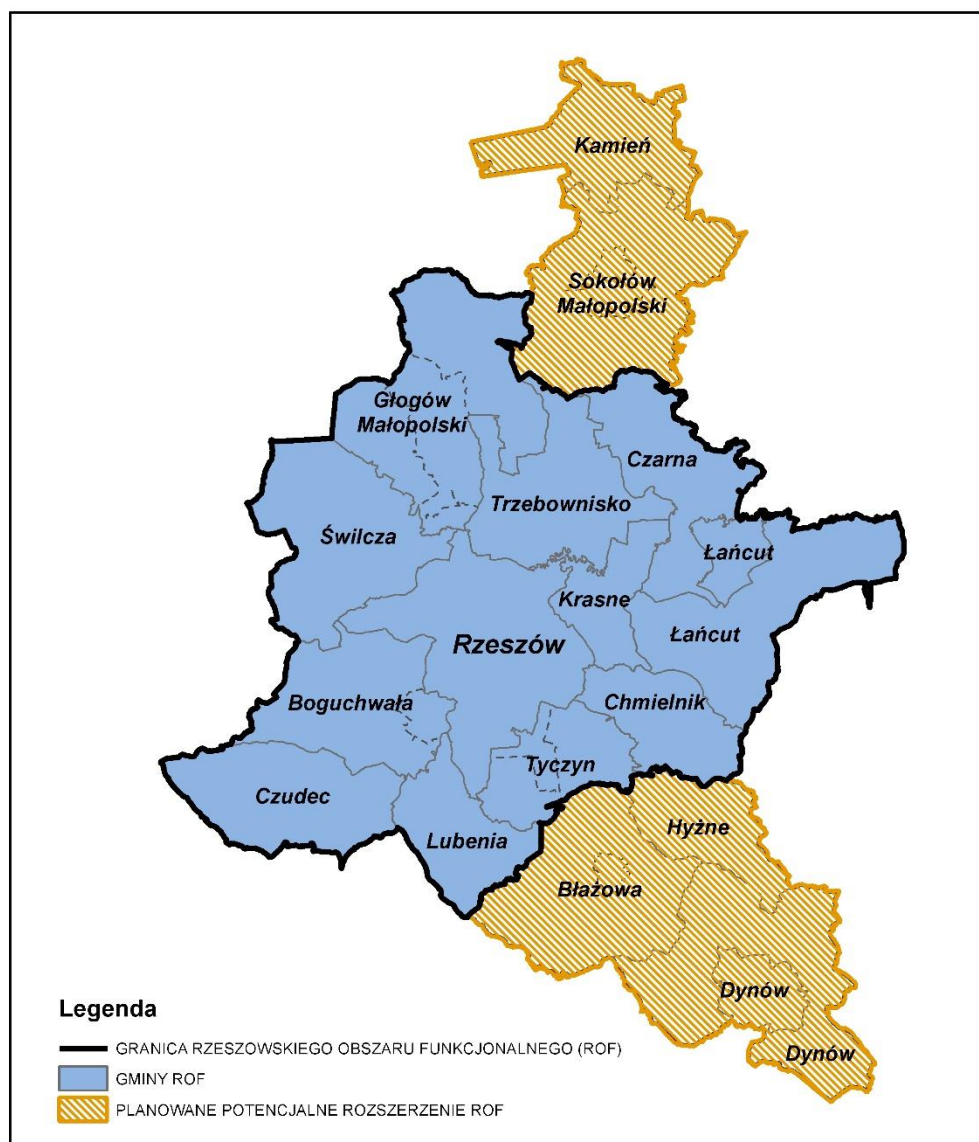 Kamień
Sokołów
Małopolski
Głogów
Małopolski
Czarna
Trzebownisko
Świlcza
Łańcut
Krasne
Łańcut
Rzeszów
Boguchwała
Chmielnik
Tyczyn
Czudec
Hyżne
Lubenia
Błażowa
Dynów
Dynów
Legenda
GRANICA RZESZOWSKIEGO OBSZARU FUNKCJONALNEGO (ROF)
GMINY ROF
PLANOWANE POTENCJALNE ROZSZERZENIE ROF